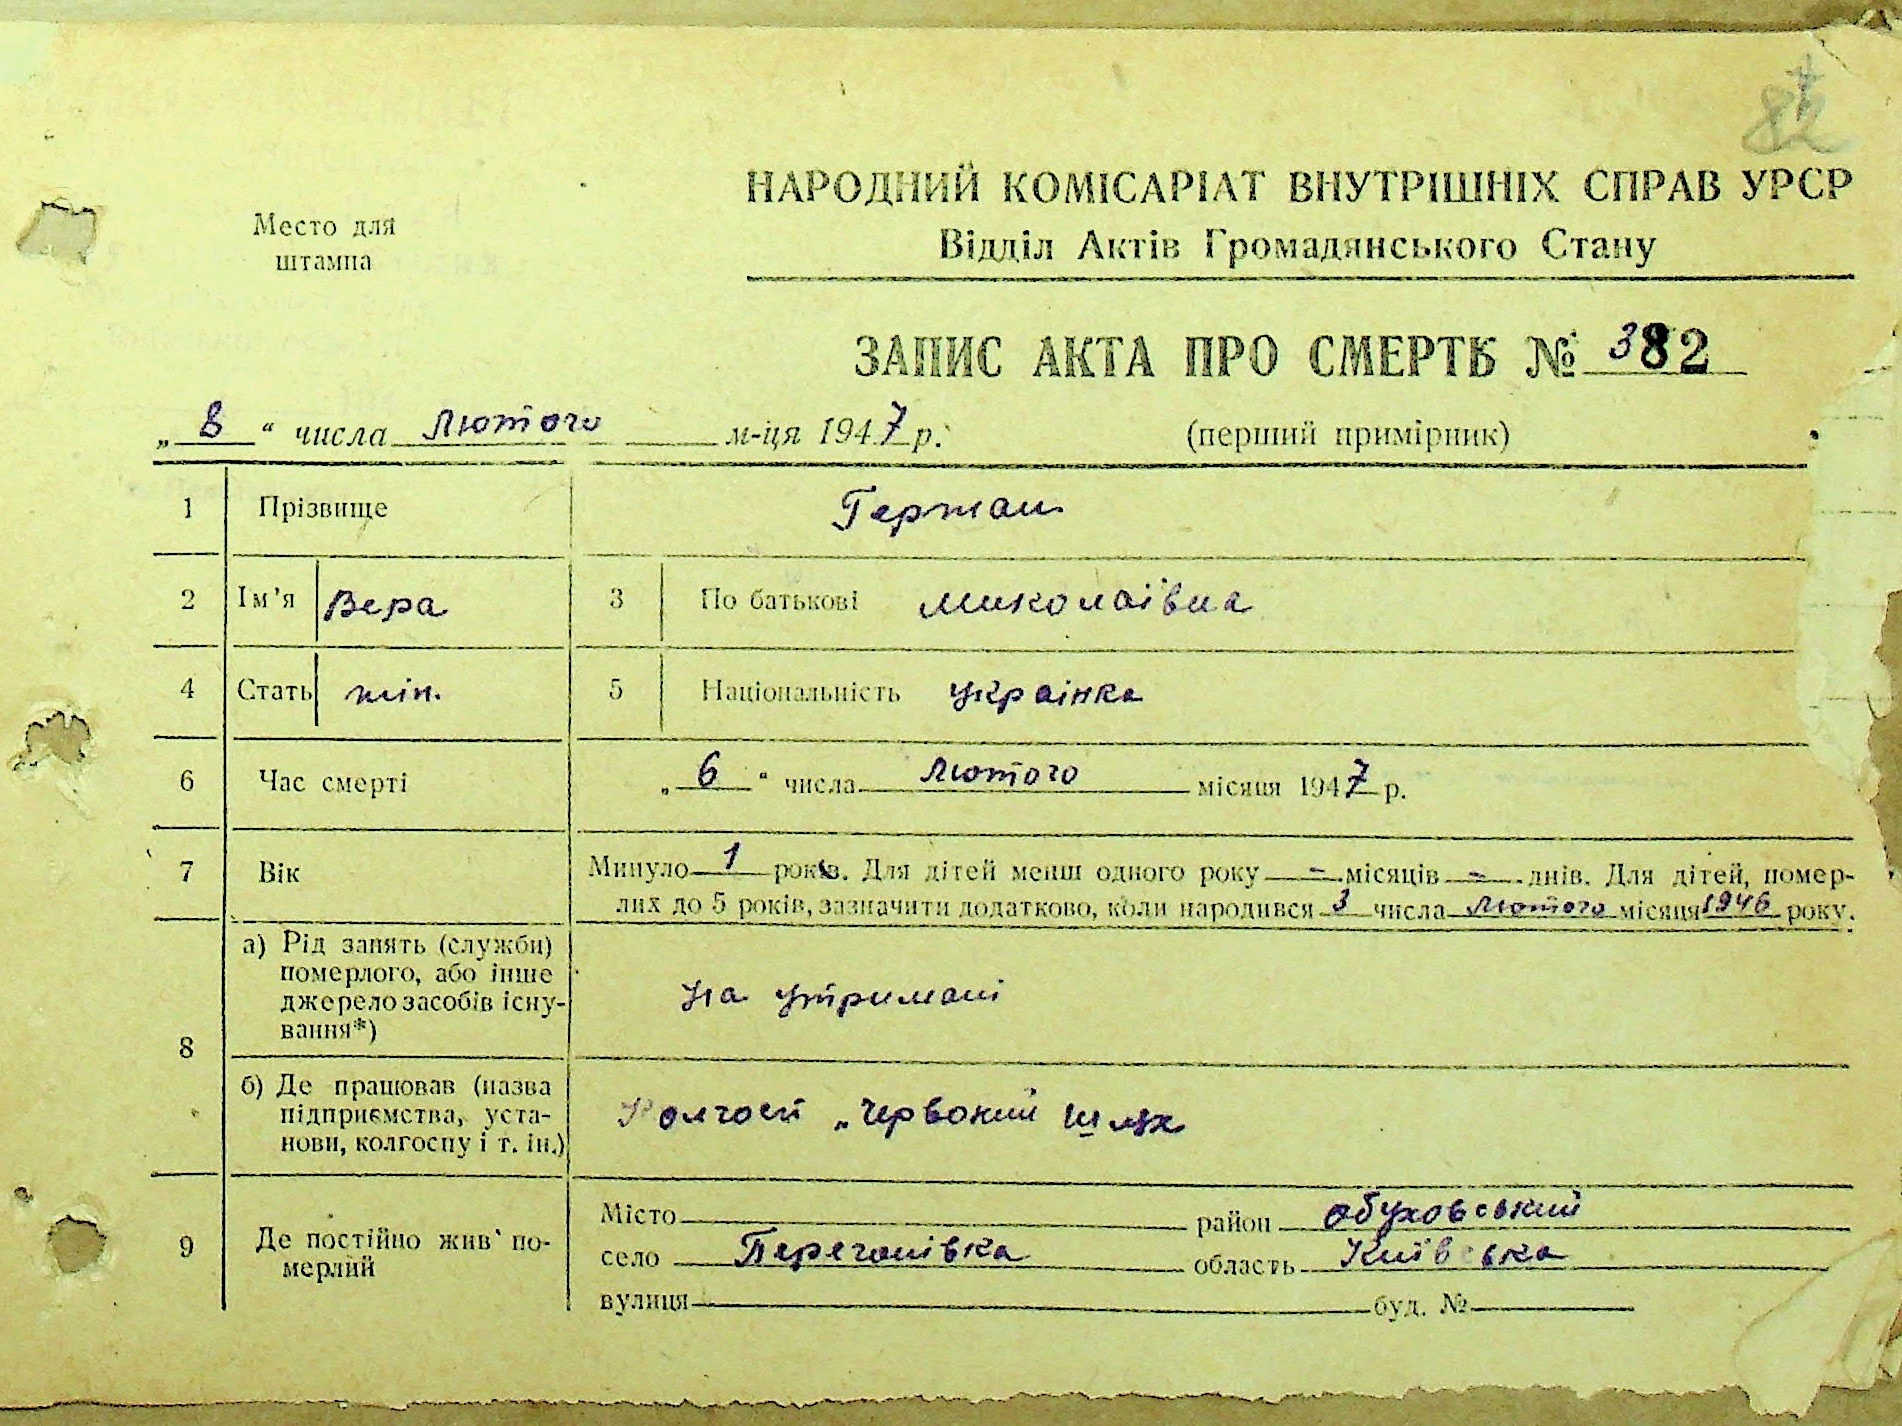 82
НАРОДНИЙ КОМІСАРІАТ ВНУТРІШНІХ СПРАВ УРСР
Место для
штампа
Відділ Актів Громадянського Стану
ЗАПИС АКТА ПРО СМЕРТЬ № 382
„ 8 “ числа Лютого м-ця 1947 р. (перший примірник)
1 Прізвище Герман
2 Ім’я Вера 3 По батькові Миколаївна
4 Стать жін. 5 Національність Українка
6 Час смерті „ 6 “ числа Лютого місяця 1947 р.
7 Вік Минуло 1 років. Для дітей менш одного року - місяців - днів. Для дітей, помер-
лих до 5 років, зазначити додатково, коли народився 3 числа Лютого місяця 1946 року.
8 а) Рід занять (служби)
померлого, або інше
джерело засобів існу-
вання*)
на утримані
б) Де працював (назва
підприємства, уста-
нови, колгоспу і т. ін.)
Колгосп „Червоний шлях
9 Де постійно жив по-
мерлий
Місто район Обуховський
село Перегонівка область Київська
вулиця буд. №